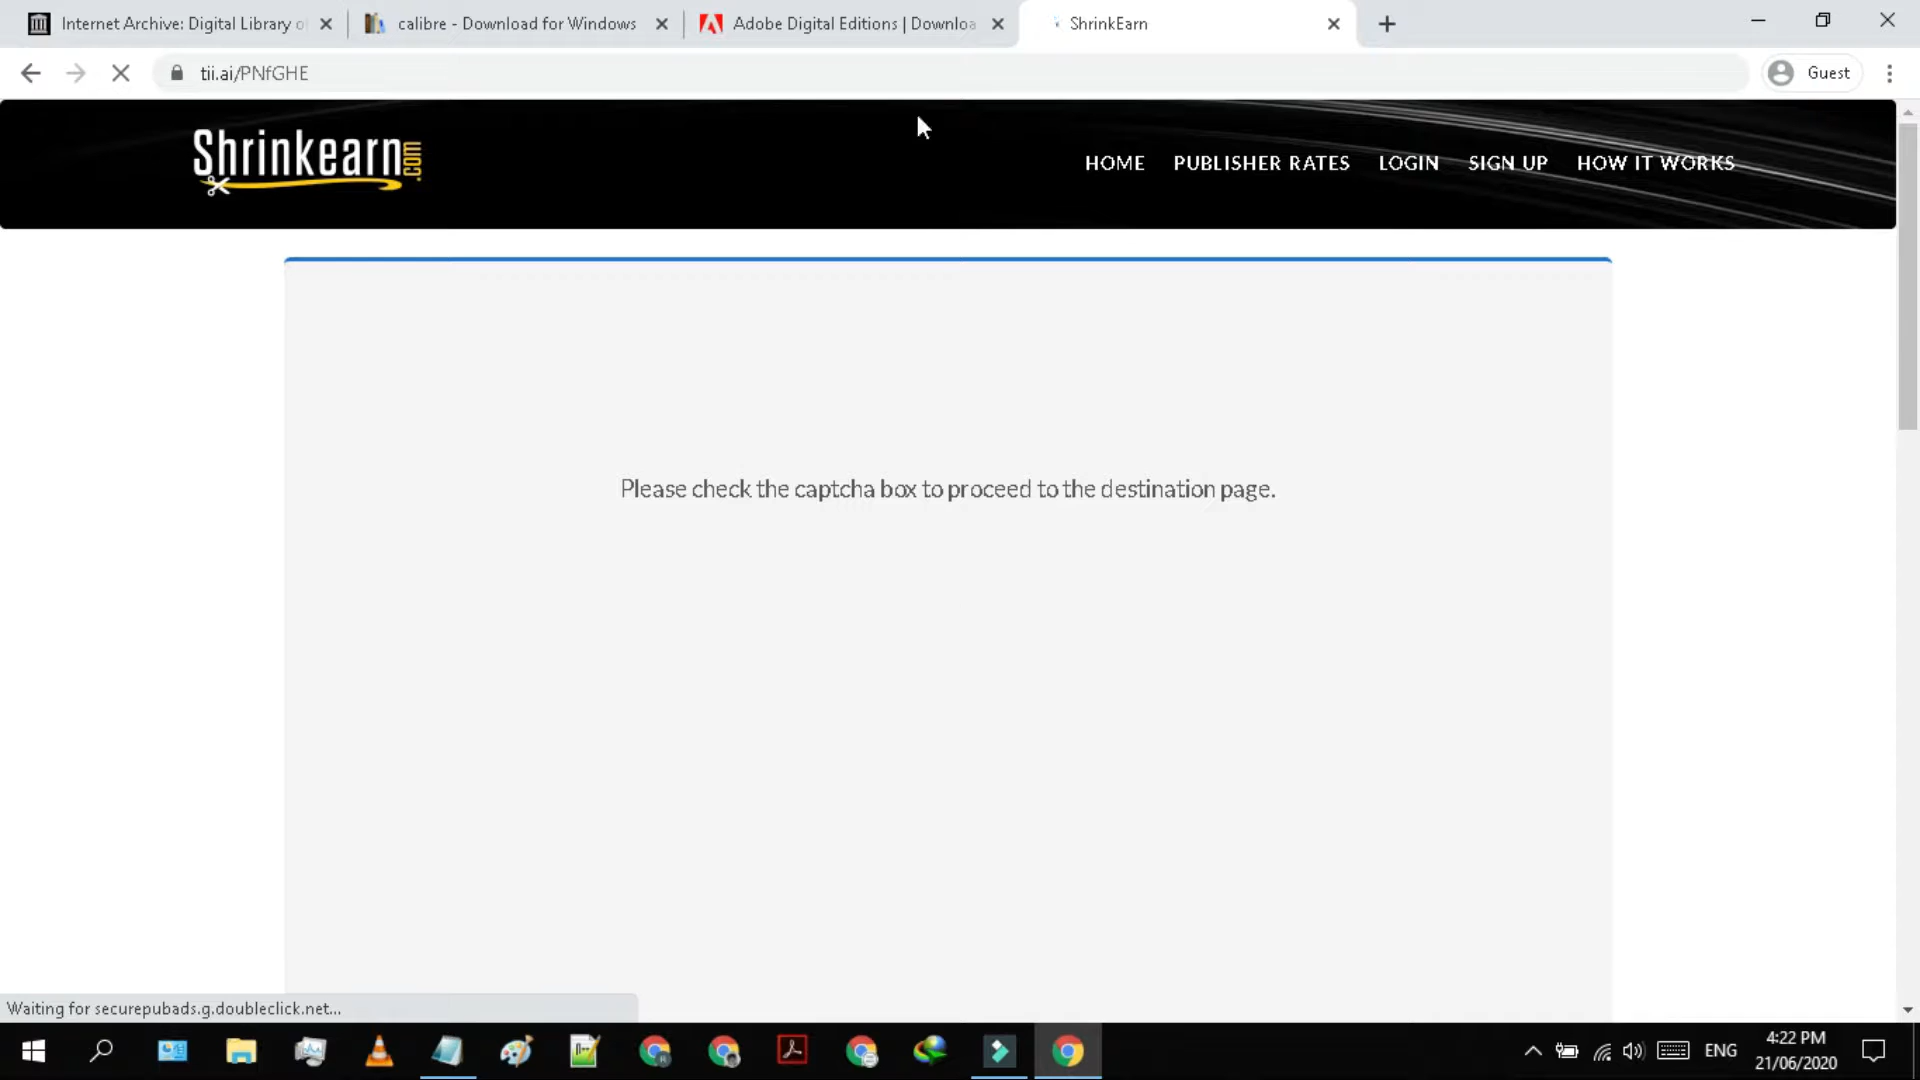 Internet Archive: Digital Library o
calibre - Download for Windows
Adobe Digital Editions | Downloa
ShrinkEarn
tii.ai/PNfGHE
Guest
Shrinkearn.com
HOME
PUBLISHER RATES
LOGIN
SIGN UP
HOW IT WORKS
Please check the captcha box to proceed to the destination page.
Waiting for securepubads.g.doubleclick.net...
ENG
4:22 PM
21/06/2020